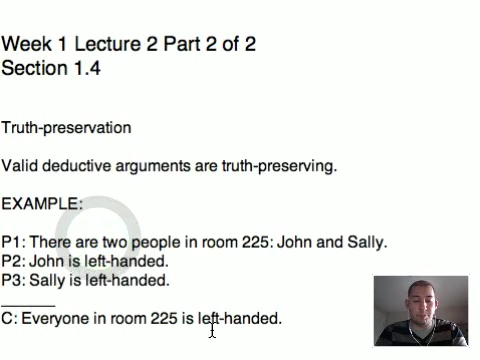 Week 1 Lecture 2 Part 2 of 2
Section 1.4
Truth-preservation
Valid deductive arguments are truth-preserving.
EXAMPLE:
P1: There are two people in room 225: John and Sally.
P2: John is left-handed.
P3: Sally is left-handed.
C: Everyone in room 225 is left-handed.